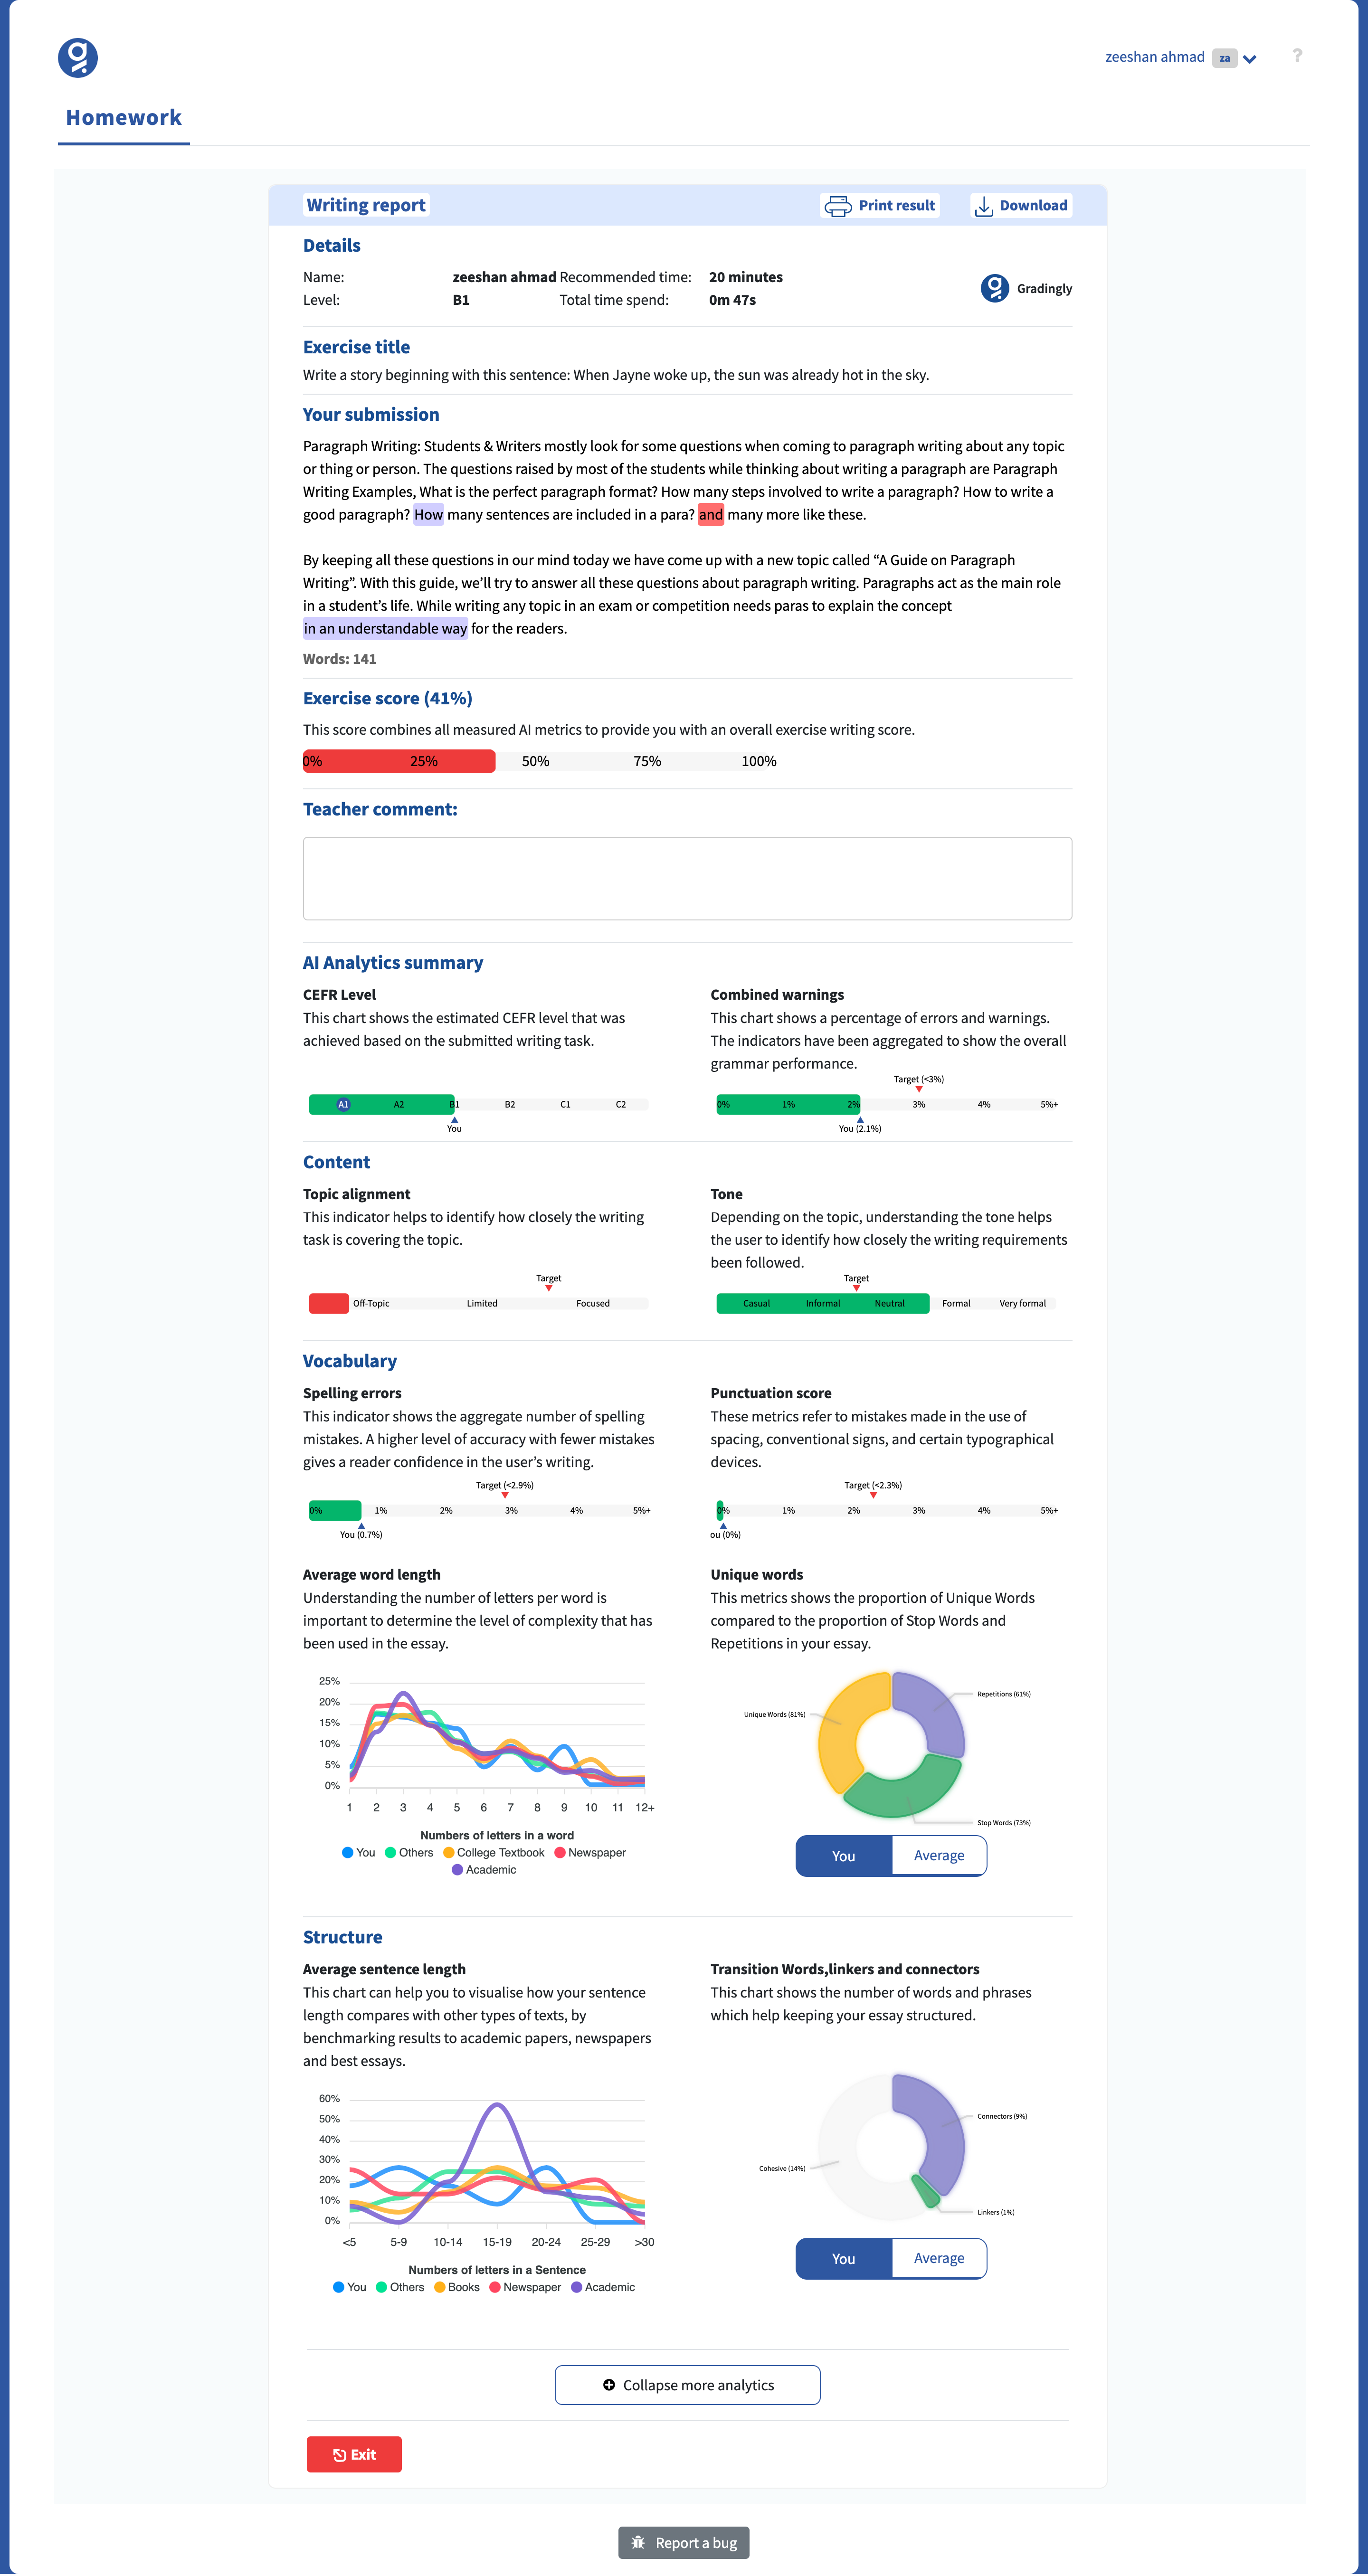 zeeshan ahmad za ?
Homework
Writing report Print result Download
Details
Name: zeeshan ahmad Recommended time: 20 minutes
Level: B1 Total time spend: 0m 47s
Gradingly
Exercise title
Write a story beginning with this sentence: When Jayne woke up, the sun was already hot in the sky.
Your submission
Paragraph Writing: Students & Writers mostly look for some questions when coming to paragraph writing about any topic
or thing or person. The questions raised by most of the students while thinking about writing a paragraph are Paragraph
Writing Examples, What is the perfect paragraph format? How many steps involved to write a paragraph? How to write a
good paragraph? How many sentences are included in a para? and many more like these.
By keeping all these questions in our mind today we have come up with a new topic called “A Guide on Paragraph
Writing”. With this guide, we’ll try to answer all these questions about paragraph writing. Paragraphs act as the main role
in a student’s life. While writing any topic in an exam or competition needs paras to explain the concept
in an understandable way for the readers.
Words: 141
Exercise score (41%)
This score combines all measured AI metrics to provide you with an overall exercise writing score.
0% 25% 50% 75% 100%
Teacher comment:
AI Analytics summary
CEFR Level
This chart shows the estimated CEFR level that was
achieved based on the submitted writing task.
A1 A2 B1 B2 C1 C2
You
Combined warnings
This chart shows a percentage of errors and warnings.
The indicators have been aggregated to show the overall
grammar performance.
Target (<3%)
0% 1% 2% 3% 4% 5%+
You (2.1%)
Content
Topic alignment
This indicator helps to identify how closely the writing
task is covering the topic.
Target
Off-Topic Limited Focused
Tone
Depending on the topic, understanding the tone helps
the user to identify how closely the writing requirements
been followed.
Target
Casual Informal Neutral Formal Very formal
Vocabulary
Spelling errors
This indicator shows the aggregate number of spelling
mistakes. A higher level of accuracy with fewer mistakes
gives a reader confidence in the user’s writing.
Target (<2.9%)
0% 1% 2% 3% 4% 5%+
You (0.7%)
Punctuation score
These metrics refer to mistakes made in the use of
spacing, conventional signs, and certain typographical
devices.
Target (<2.3%)
0% 1% 2% 3% 4% 5%+
ou (0%)
Average word length
Understanding the number of letters per word is
important to determine the level of complexity that has
been used in the essay.
25%
20%
15%
10%
5%
0%
1 2 3 4 5 6 7 8 9 10 11 12+
Numbers of letters in a word
You Others College Textbook Newspaper
Academic
Unique words
This metrics shows the proportion of Unique Words
compared to the proportion of Stop Words and
Repetitions in your essay.
Repetitions (61%)
Unique Words (81%)
Stop Words (73%)
You Average
Structure
Average sentence length
This chart can help you to visualise how your sentence
length compares with other types of texts, by
benchmarking results to academic papers, newspapers
and best essays.
60%
50%
40%
30%
20%
10%
0%
<5 5-9 10-14 15-19 20-24 25-29 >30
Numbers of letters in a Sentence
You Others Books Newspaper Academic
Transition Words,linkers and connectors
This chart shows the number of words and phrases
which help keeping your essay structured.
Connectors (9%)
Cohesive (14%)
Linkers (1%)
You Average
Collapse more analytics
Exit
Report a bug